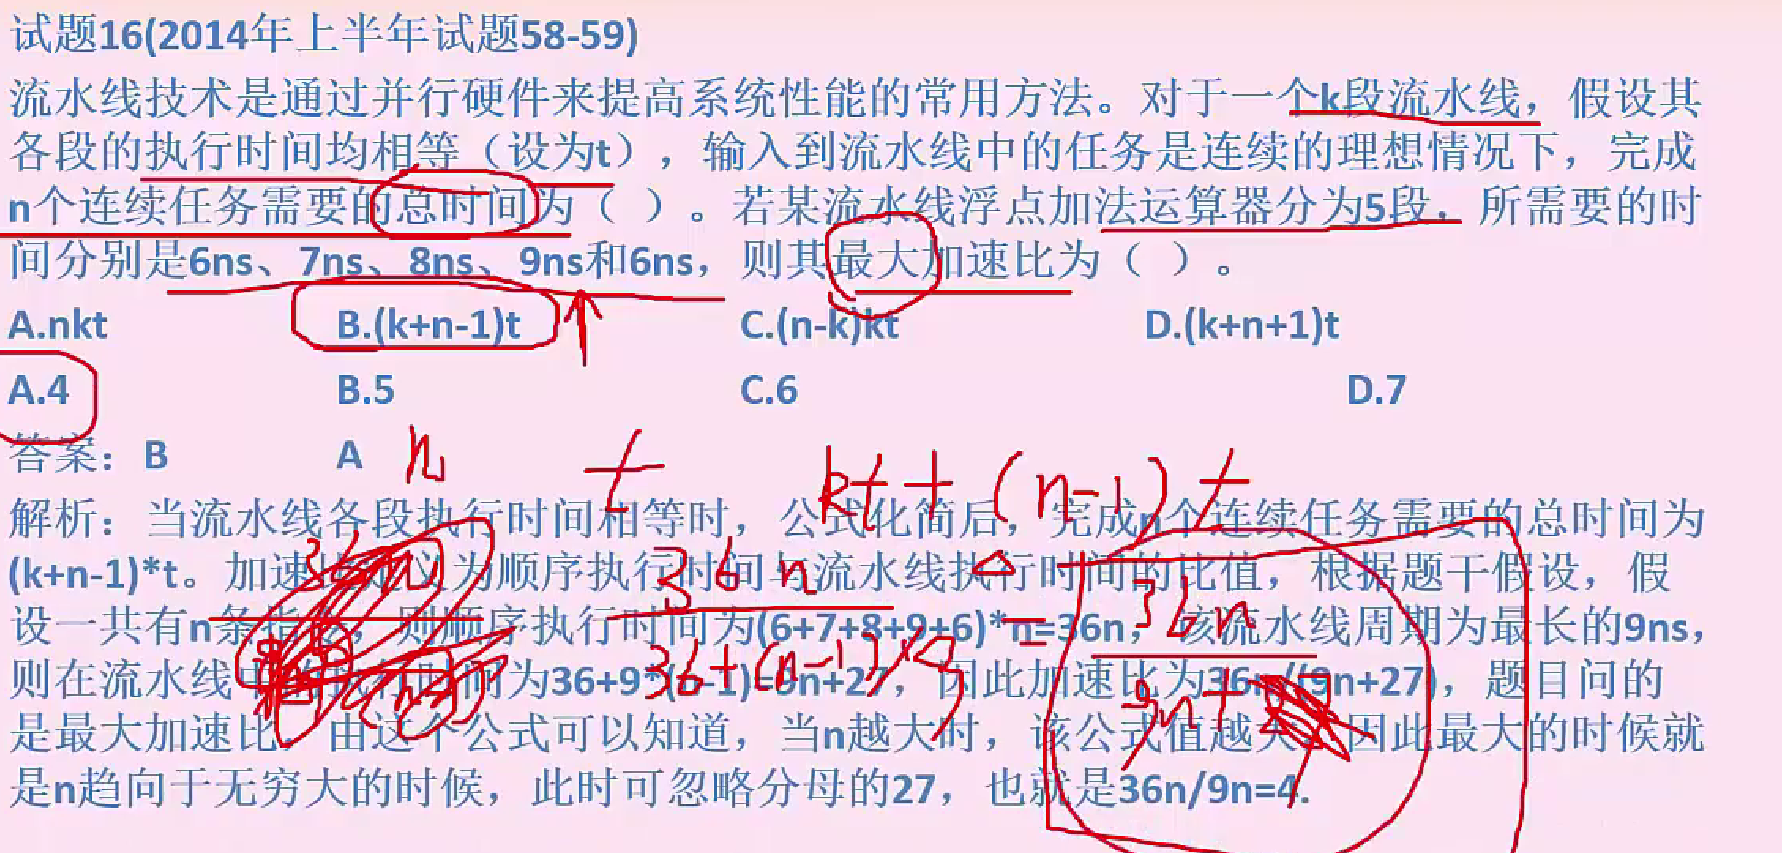 试题16(2014年上半年试题58-59)
流水线技术是通过并行硬件来提高系统性能的常用方法。对于一个k段流水线，假设其
各段的执行时间均相等（设为t），输入到流水线中的任务是连续的理想情况下，完成
n个连续任务需要的总时间为（ ）。若某流水线浮点加法运算器分为5段，所需要的时
间分别是6ns、7ns、8ns、9ns和6ns，则其最大加速比为（ ）。
A.nkt B.(k+n-1)t C.(n-k)kt D.(k+n+1)t
A.4 B.5 C.6 D.7
答案：B A
n t kt+(n-1)t
解析：当流水线各段执行时间相等时，公式化简后，完成n个连续任务需要的总时间为
(k+n-1)*t。加速 义为顺序执行时间与流水线执行时间的比值，根据题干假设，假
36 36n 36n
设一共有n条指 ，则顺序执行时间为(6+7+8+9+6)*n=36n，该流水线周期为最长的9ns，
36+(n-1)*9 9n+
则在流水线 执行时间为36+9*(n-1)=9n+27，因此加速比为36n/(9n+27)，题目问的
是最大加速比。由这个公式可以知道，当n越大时，该公式值越大，因此最大的时候就
是n趋向于无穷大的时候，此时可忽略分母的27，也就是36n/9n=4.